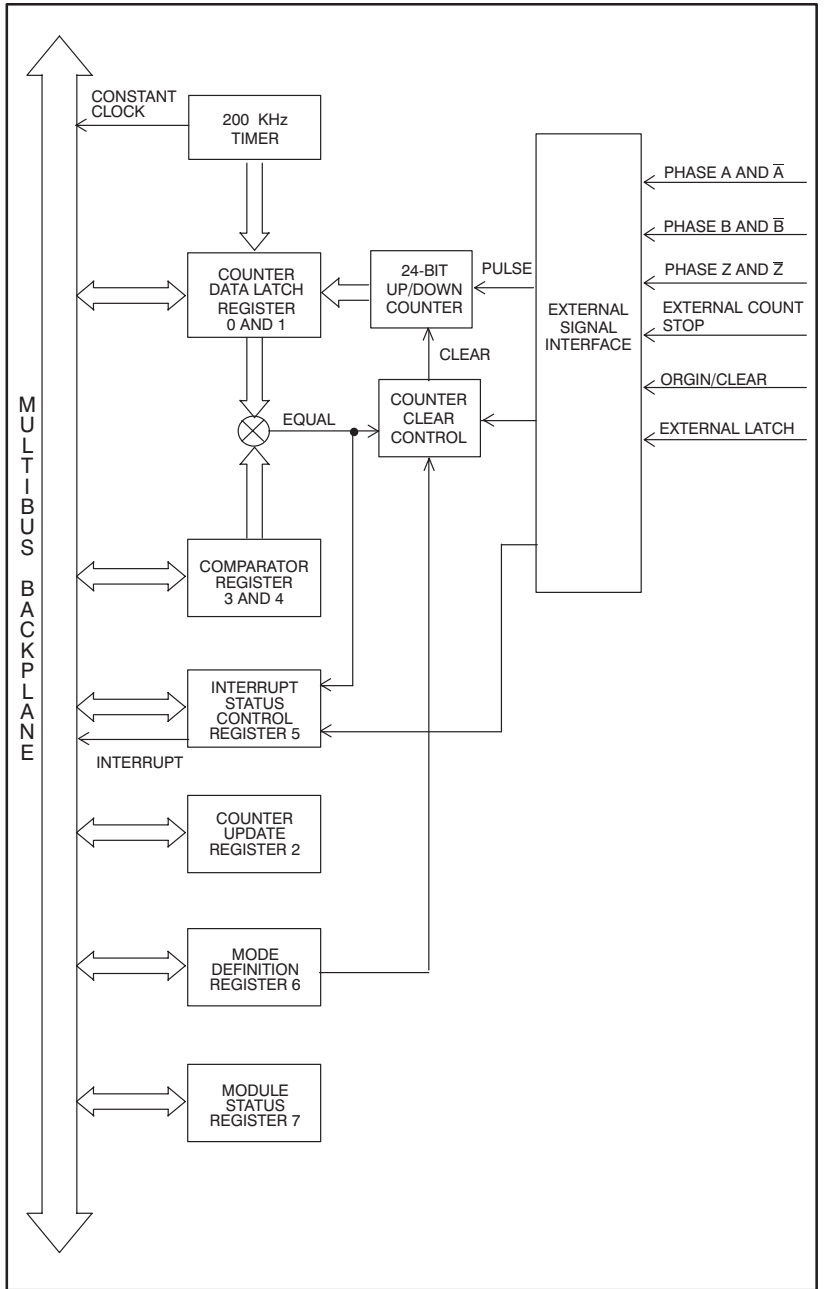 CONSTANT
CLOCK
200 KHz
TIMER
PHASE A AND A̅
PHASE B AND B̅
PHASE Z AND Z̅
EXTERNAL COUNT
STOP
ORGIN/CLEAR
EXTERNAL LATCH
COUNTER
DATA LATCH
REGISTER
0 AND 1
24-BIT
UP/DOWN
COUNTER
PULSE
EXTERNAL
SIGNAL
INTERFACE
CLEAR
COUNTER
CLEAR
CONTROL
EQUAL
MULTIBUS BACKPLANE
COMPARATOR
REGISTER
3 AND 4
INTERRUPT
STATUS
CONTROL
REGISTER 5
INTERRUPT
COUNTER
UPDATE
REGISTER 2
MODE
DEFINITION
REGISTER 6
MODULE
STATUS
REGISTER 7